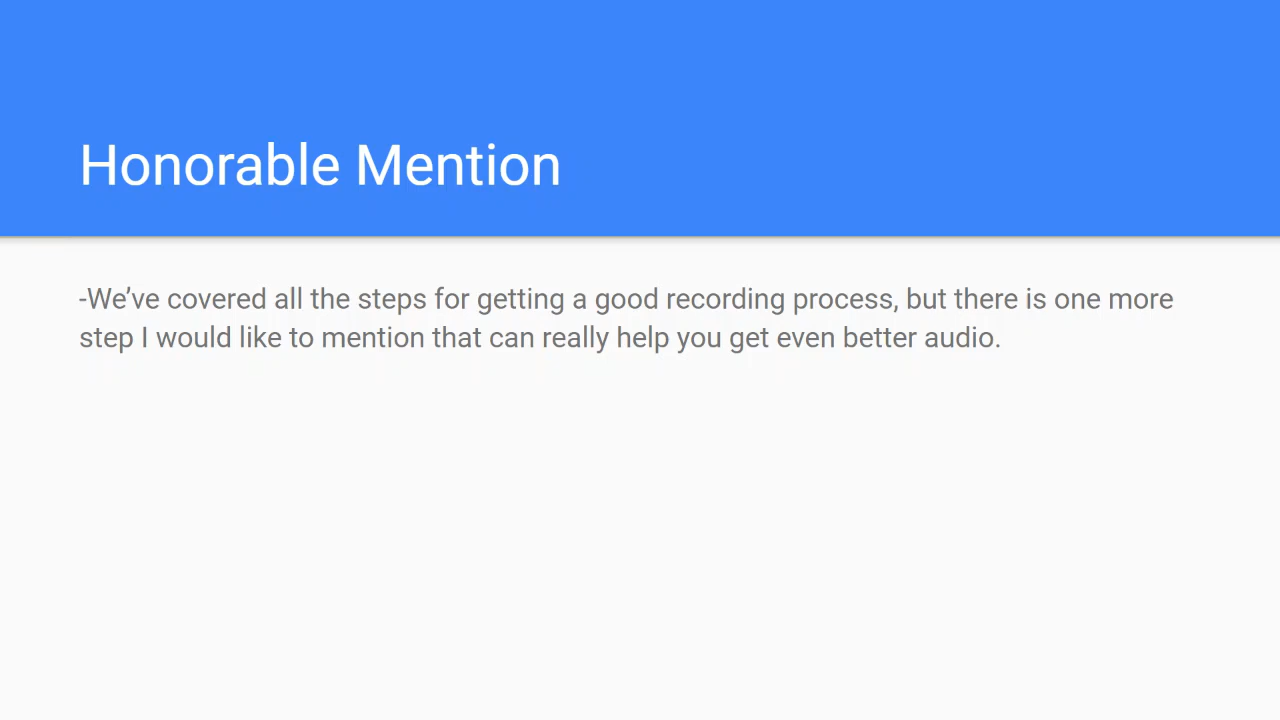 Honorable Mention
-We’ve covered all the steps for getting a good recording process, but there is one more
step I would like to mention that can really help you get even better audio.